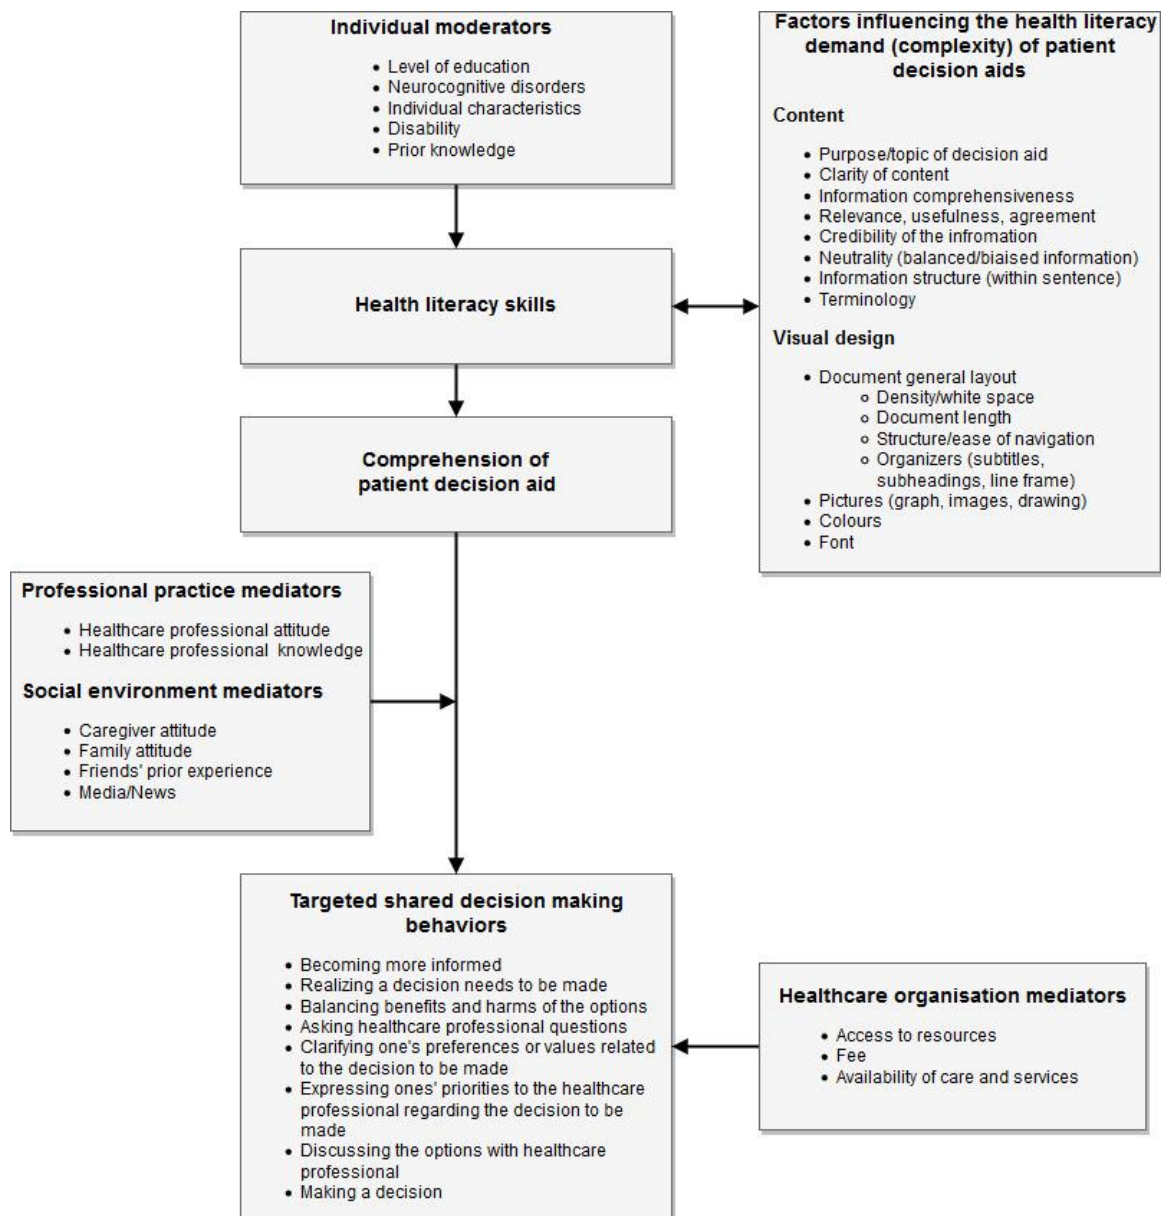 Individual moderators
• Level of education
• Neurocognitive disorders
• Individual characteristics
• Disability
• Prior knowledge
Factors influencing the health literacy
demand (complexity) of patient
decision aids
Content
• Purpose/topic of decision aid
• Clarity of content
• Information comprehensiveness
• Relevance, usefulness, agreement
• Credibility of the infromation
• Neutrality (balanced/biaised information)
• Information structure (within sentence)
• Terminology
Visual design
• Document general layout
o Density/white space
o Document length
o Structure/ease of navigation
o Organizers (subtitles,
subheadings, line frame)
• Pictures (graph, images, drawing)
• Colours
• Font
Health literacy skills
Comprehension of
patient decision aid
Professional practice mediators
• Healthcare professional attitude
• Healthcare professional knowledge
Social environment mediators
• Caregiver attitude
• Family attitude
• Friends' prior experience
• Media/News
Targeted shared decision making
behaviors
• Becoming more informed
• Realizing a decision needs to be made
• Balancing benefits and harms of the options
• Asking healthcare professional questions
• Clarifying one's preferences or values related
to the decision to be made
• Expressing ones' priorities to the healthcare
professional regarding the decision to be
made
• Discussing the options with healthcare
professional
• Making a decision
Healthcare organisation mediators
• Access to resources
• Fee
• Availability of care and services